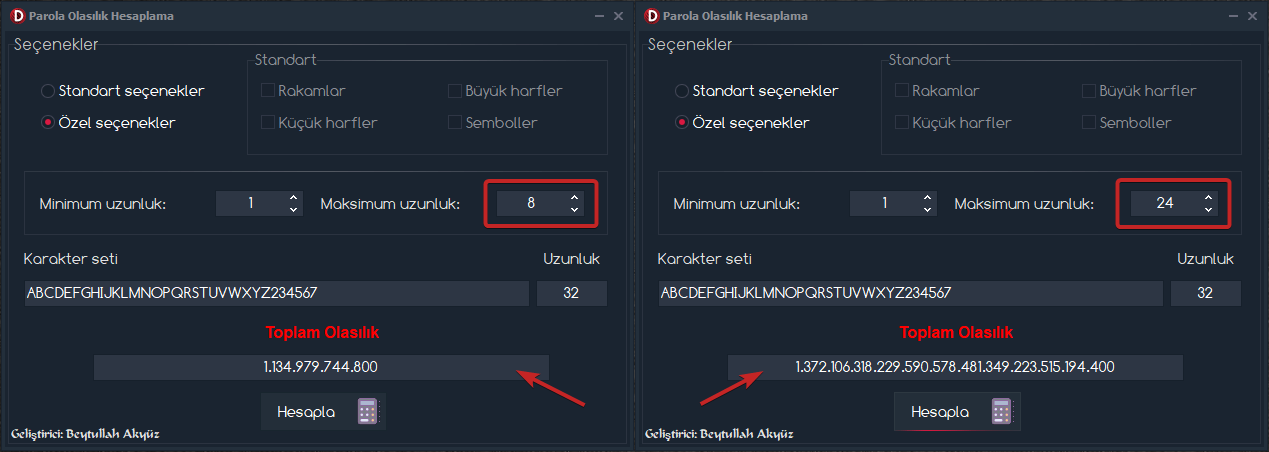 Parola Olasılık Hesaplama
Seçenekler
Standart
Standart seçenekler
Rakamlar
Büyük harfler
Özel seçenekler
Küçük harfler
Semboller
Minimum uzunluk:
1
Maksimum uzunluk:
8
Karakter seti
Uzunluk
ABCDEFGHIJKLMNOPQRSTUVWXYZ234567
32
Toplam Olasılık
1.134.979.744.800
Hesapla
Geliştirici: Beytullah Akyüz
Parola Olasılık Hesaplama
Seçenekler
Standart
Standart seçenekler
Rakamlar
Büyük harfler
Özel seçenekler
Küçük harfler
Semboller
Minimum uzunluk:
1
Maksimum uzunluk:
24
Karakter seti
Uzunluk
ABCDEFGHIJKLMNOPQRSTUVWXYZ234567
32
Toplam Olasılık
1.372.106.318.229.590.578.481.349.223.515.194.400
Hesapla
Geliştirici: Beytullah Akyüz